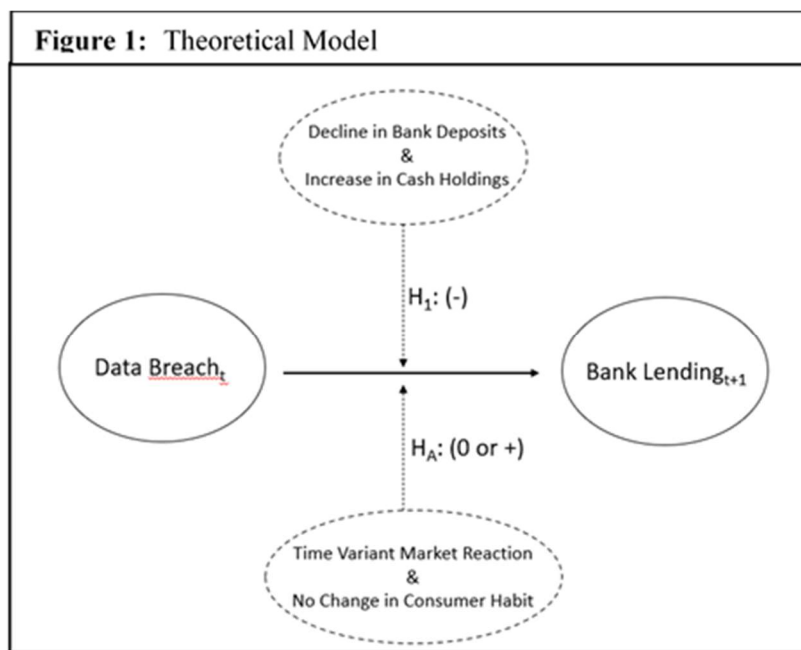 Figure 1: Theoretical Model
Decline in Bank Deposits
&
Increase in Cash Holdings
H₁: (-)
Data Breachₜ
Bank Lendingₜ₊₁
H_A: (0 or +)
Time Variant Market Reaction
&
No Change in Consumer Habit